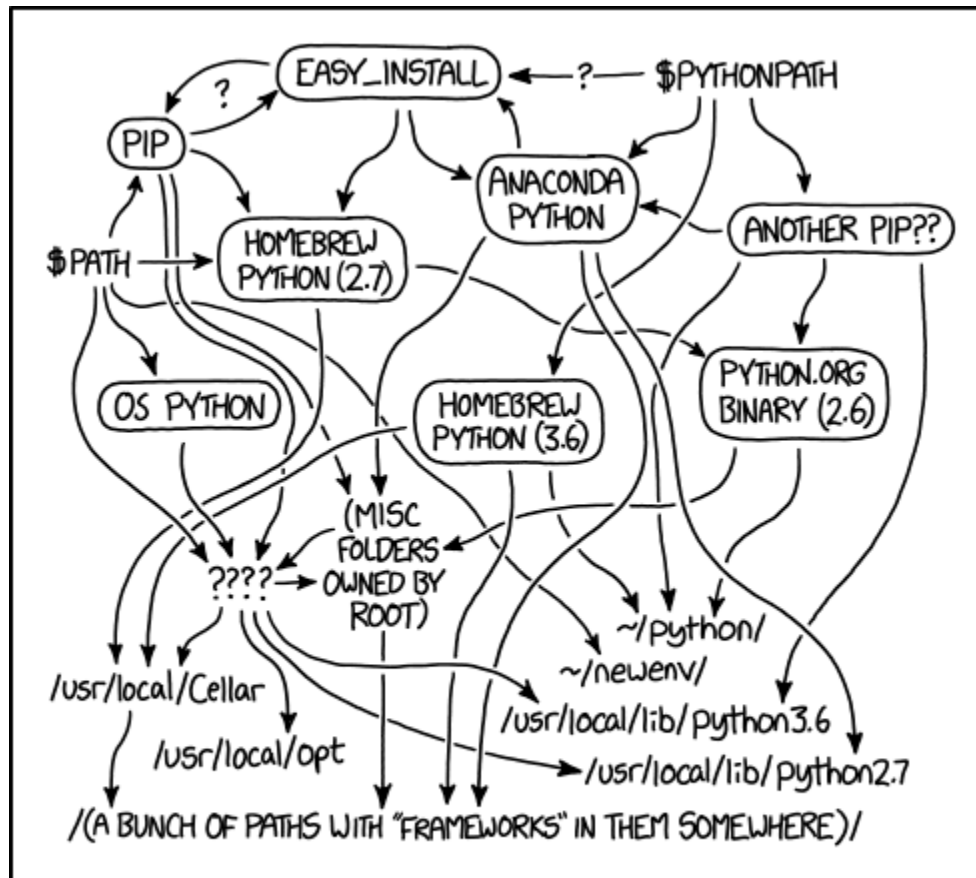 EASY_INSTALL
?
$PYTHONPATH
?
PIP
ANACONDA
PYTHON
ANOTHER PIP??
HOMEBREW
PYTHON (2.7)
$PATH
PYTHON.ORG
BINARY (2.6)
OS PYTHON
HOMEBREW
PYTHON (3.6)
(MISC
FOLDERS
OWNED BY
ROOT)
????
~/python/
~/newenv/
/usr/local/Cellar
/usr/local/lib/python3.6
/usr/local/opt
/usr/local/lib/python2.7
/(A BUNCH OF PATHS WITH "FRAMEWORKS" IN THEM SOMEWHERE)/